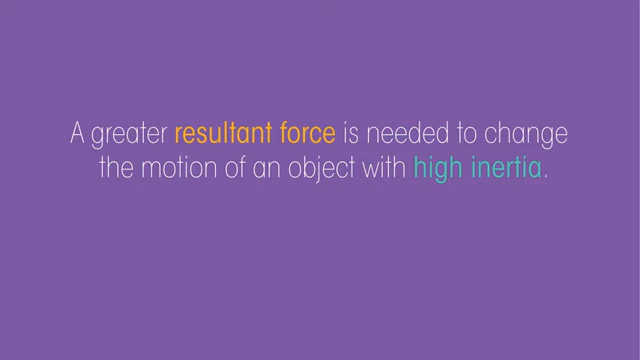 A greater resultant force is needed to change
the motion of an object with high inertia.